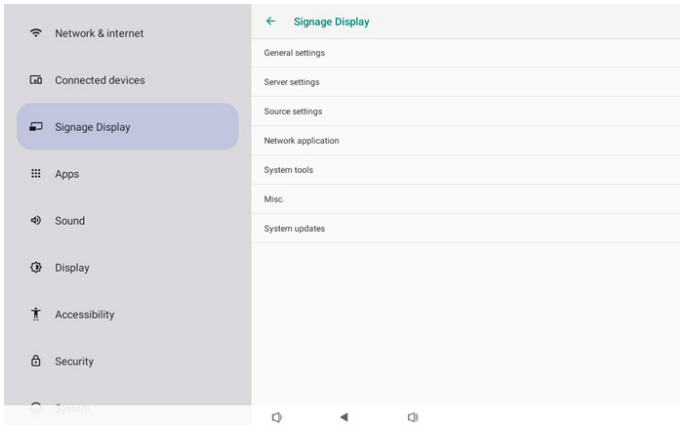 Network & internet
Connected devices
Signage Display
Apps
Sound
Display
Accessibility
Security
System
Signage Display
General settings
Server settings
Source settings
Network application
System tools
Misc.
System updates